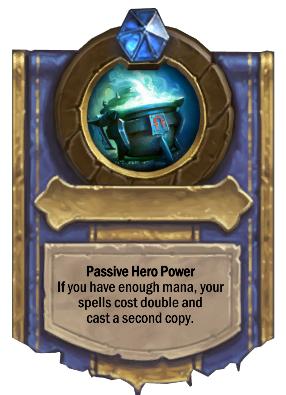 Passive Hero Power
If you have enough mana, your
spells cost double and
cast a second copy.